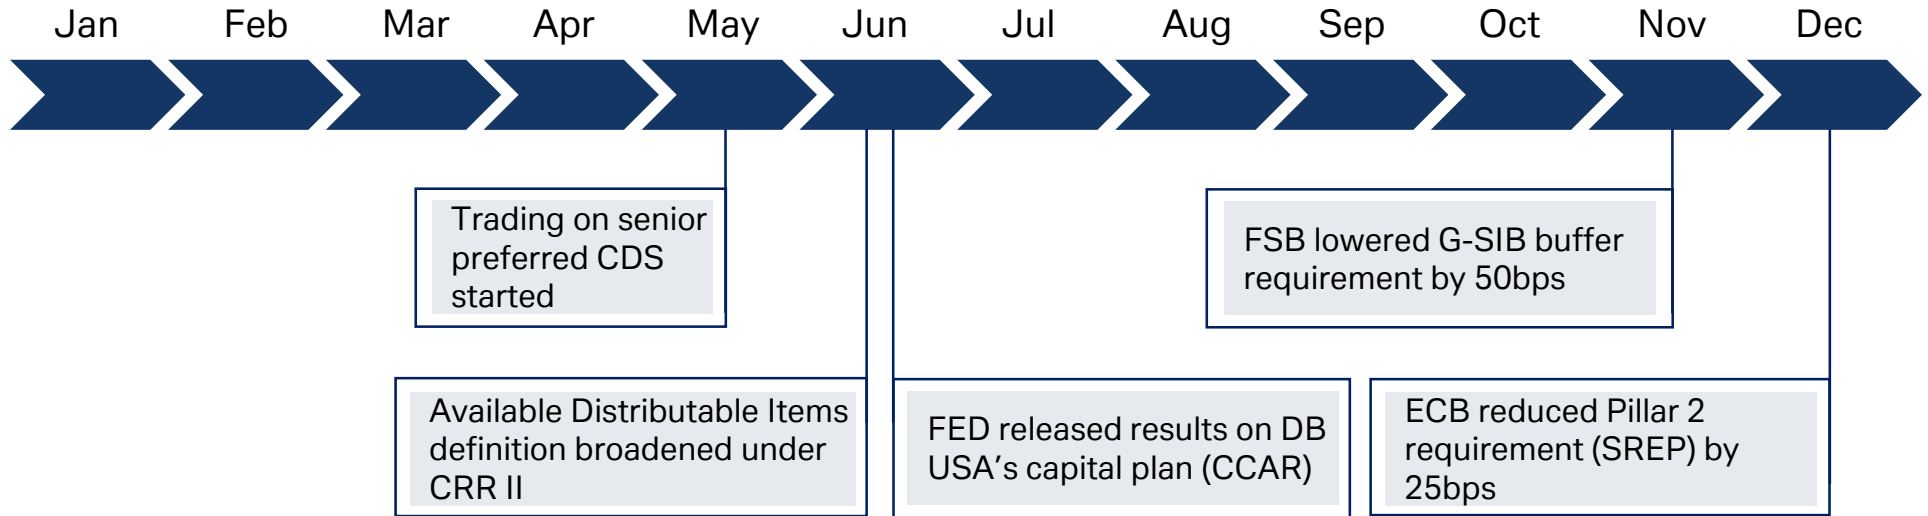 Jan Feb Mar Apr May Jun Jul Aug Sep Oct Nov Dec
Trading on senior
preferred CDS
started
FSB lowered G-SIB buffer
requirement by 50bps
Available Distributable Items
definition broadened under
CRR II
FED released results on DB
USA’s capital plan (CCAR)
ECB reduced Pillar 2
requirement (SREP) by
25bps